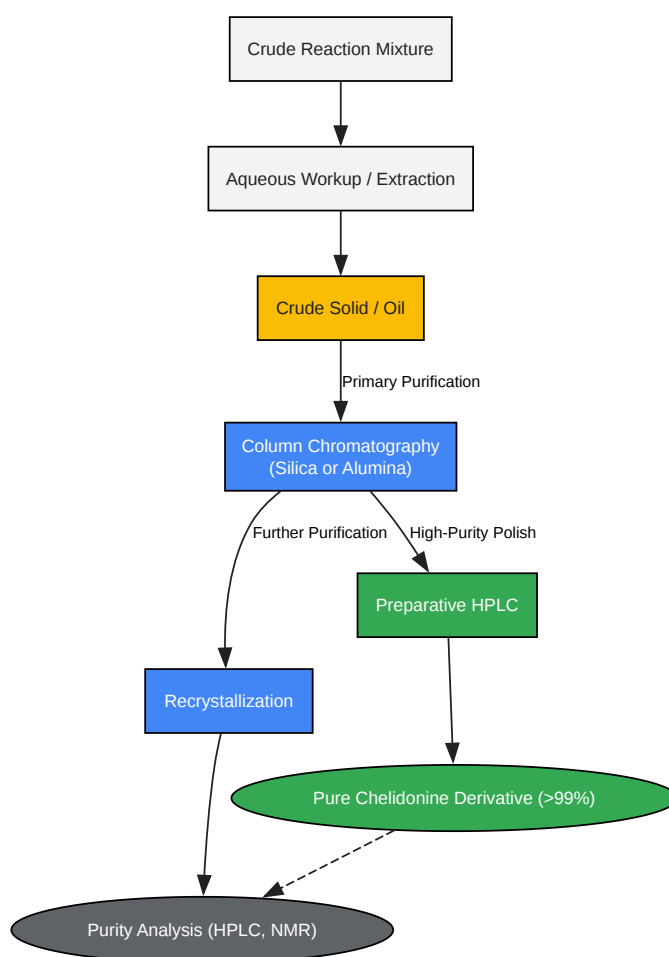 Crude Reaction Mixture
Aqueous Workup / Extraction
Crude Solid / Oil
Primary Purification
Column Chromatography
(Silica or Alumina)
Further Purification
High-Purity Polish
Preparative HPLC
Recrystallization
Pure Chelidonine Derivative (>99%)
Purity Analysis (HPLC, NMR)